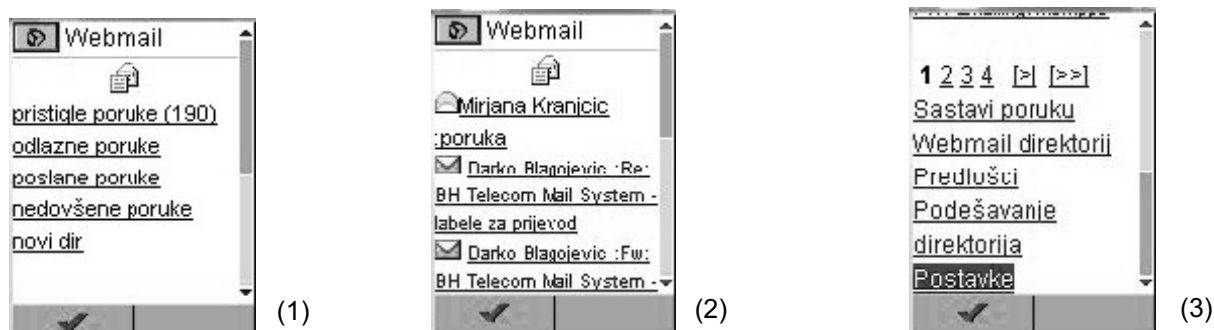 Webmail
pristigle poruke (190)
odlazne poruke
poslane poruke
nedovšene poruke
novi dir
(1)
Webmail
Mirjana Kranjcic
:poruka
Darko Blagojevic :Re:
BH Telecom Mail System -
labele za prijevod
Darko Blagojevic :Fw:
BH Telecom Mail System -
(2)
1 2 3 4 [>] [>>]
Sastavi poruku
Webmail direktorij
Predlušci
Podešavanje
direktorija
Postavke
(3)